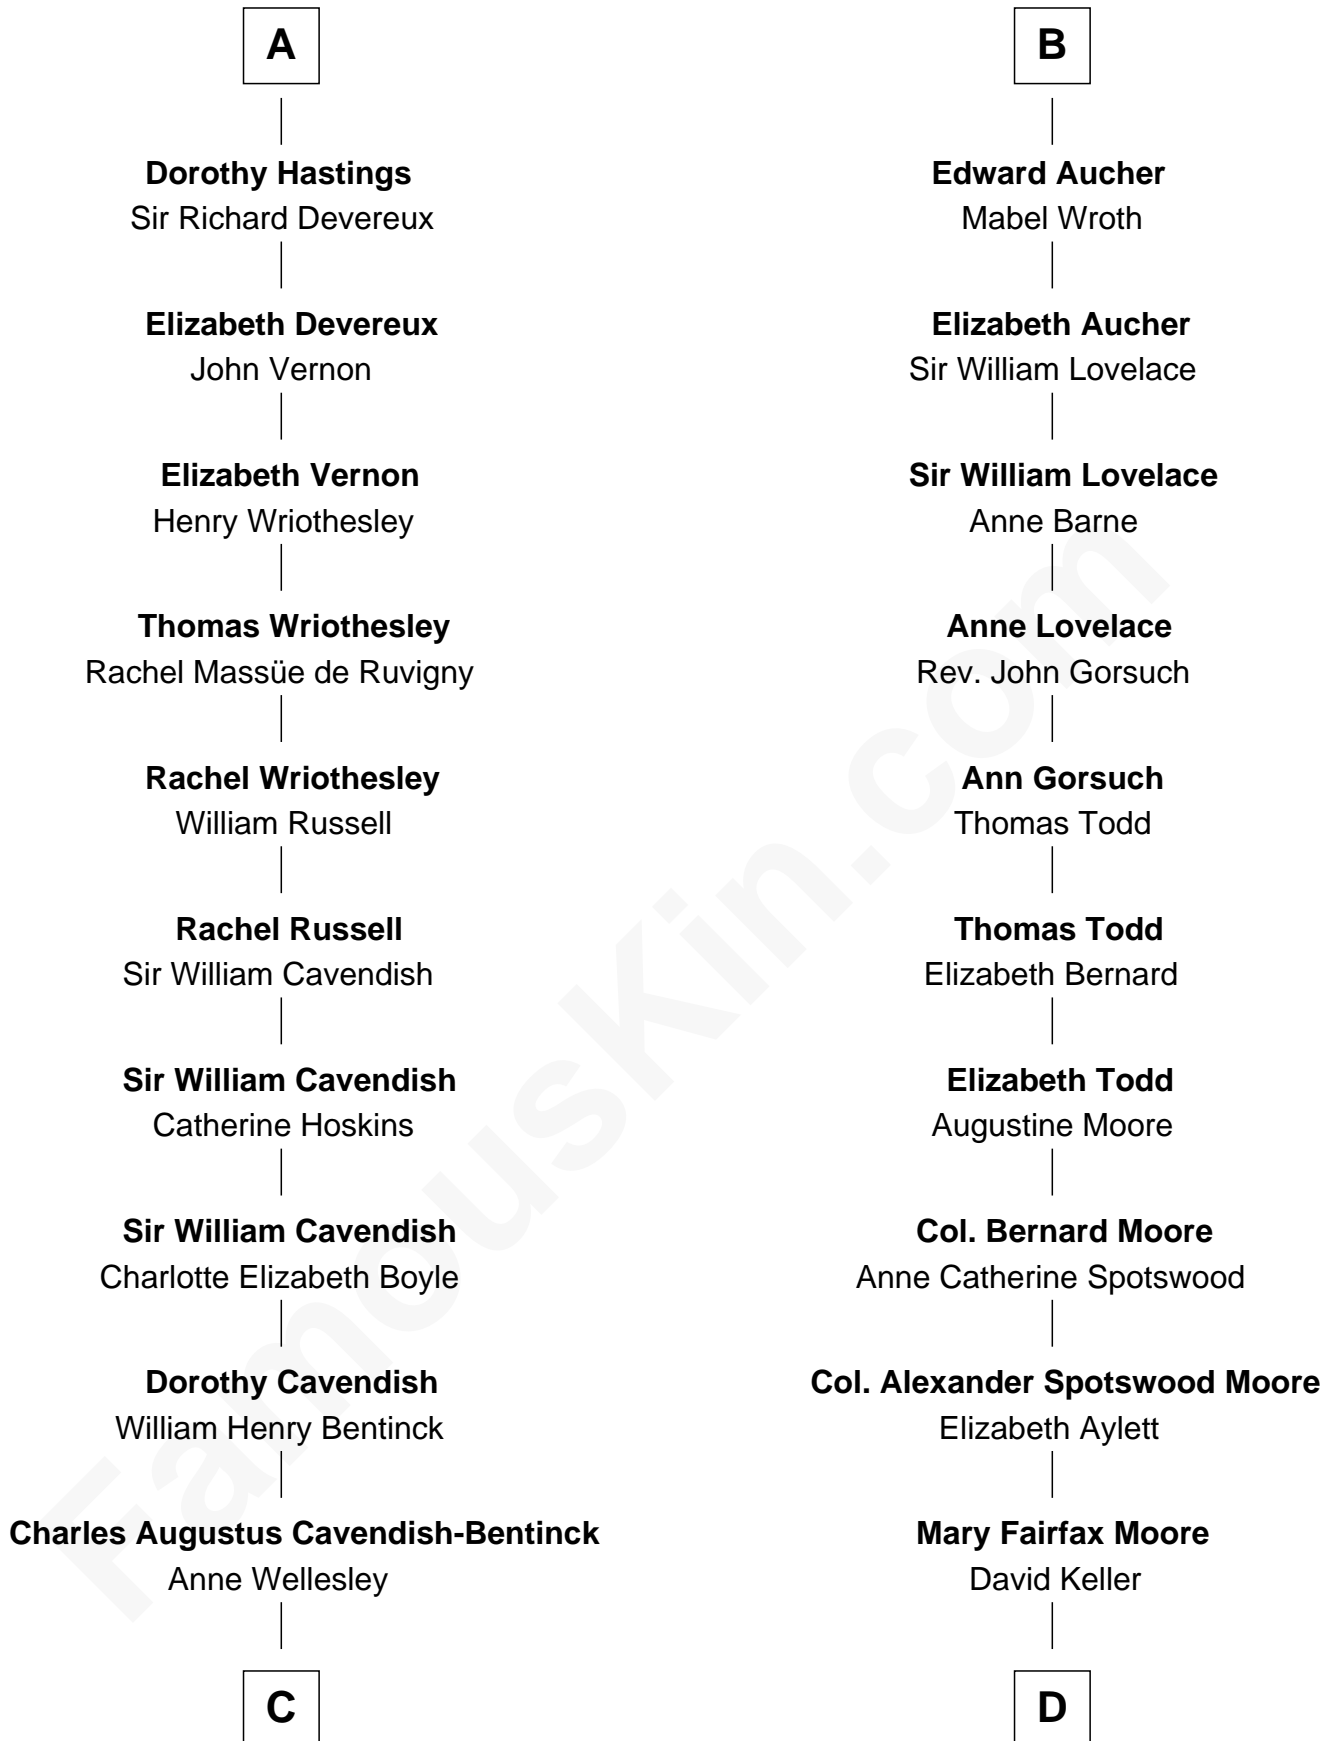 A
Dorothy Hastings
Sir Richard Devereux
Elizabeth Devereux
John Vernon
Elizabeth Vernon
Henry Wriothesley
Thomas Wriothesley
Rachel Massüe de Ruvigny
Rachel Wriothesley
William Russell
Rachel Russell
Sir William Cavendish
Sir William Cavendish
Catherine Hoskins
Sir William Cavendish
Charlotte Elizabeth Boyle
Dorothy Cavendish
William Henry Bentinck
Charles Augustus Cavendish-Bentinck
Anne Wellesley
C
B
Edward Aucher
Mabel Wroth
Elizabeth Aucher
Sir William Lovelace
Sir William Lovelace
Anne Barne
Anne Lovelace
Rev. John Gorsuch
Ann Gorsuch
Thomas Todd
Thomas Todd
Elizabeth Bernard
Elizabeth Todd
Augustine Moore
Col. Bernard Moore
Anne Catherine Spotswood
Col. Alexander Spotswood Moore
Elizabeth Aylett
Mary Fairfax Moore
David Keller
D
FamousKin.com